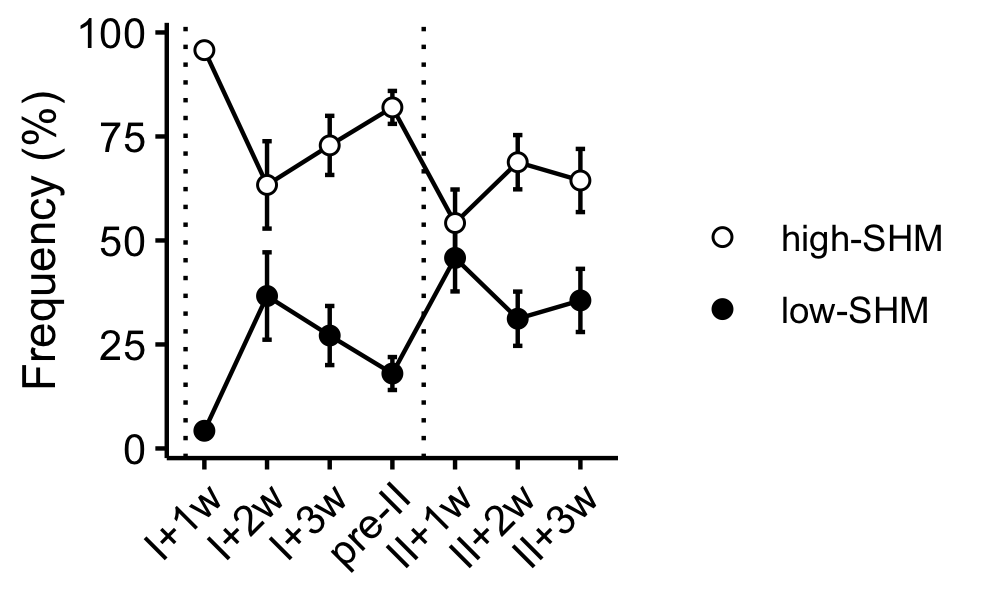 100
75
50
25
0
Frequency (%)
I+1w
I+2w
I+3w
pre-II
II+1w
II+2w
II+3w
high-SHM
low-SHM